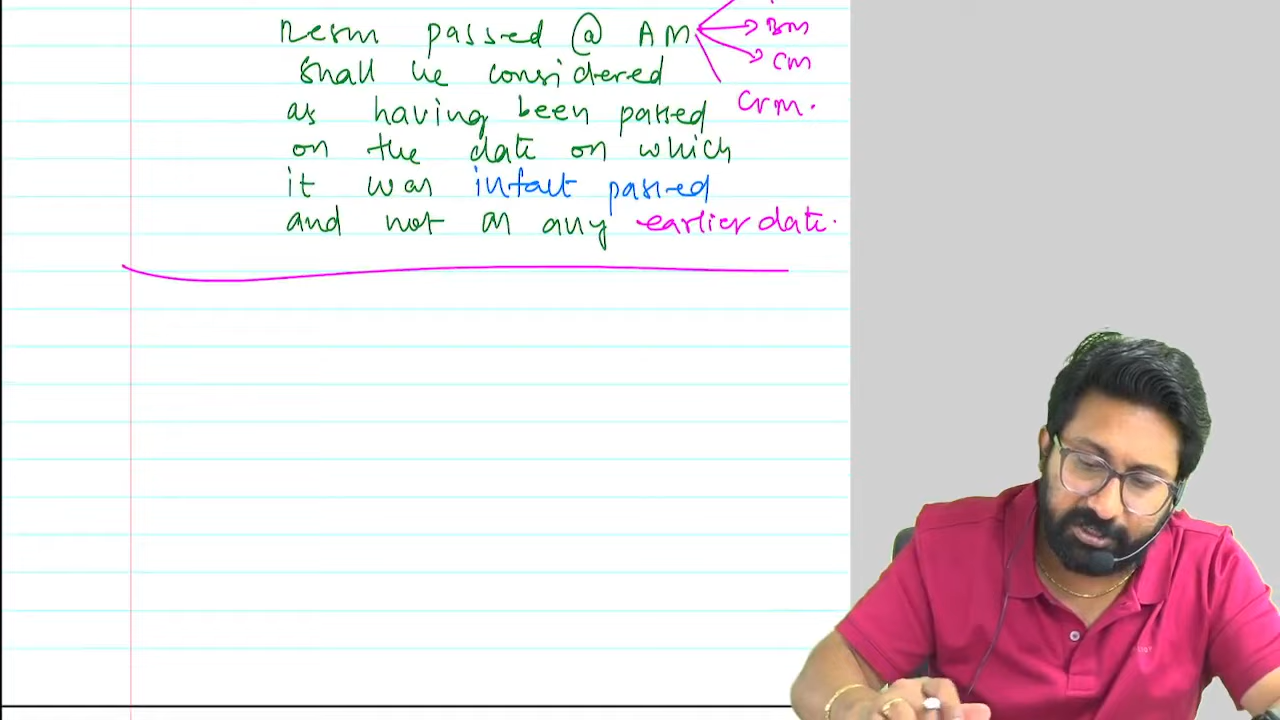 Resm passed @ AM
BM
CM
shall be considered
as having been passed
Crm.
on the date on which
it was infact passed
and not on any earlier date.